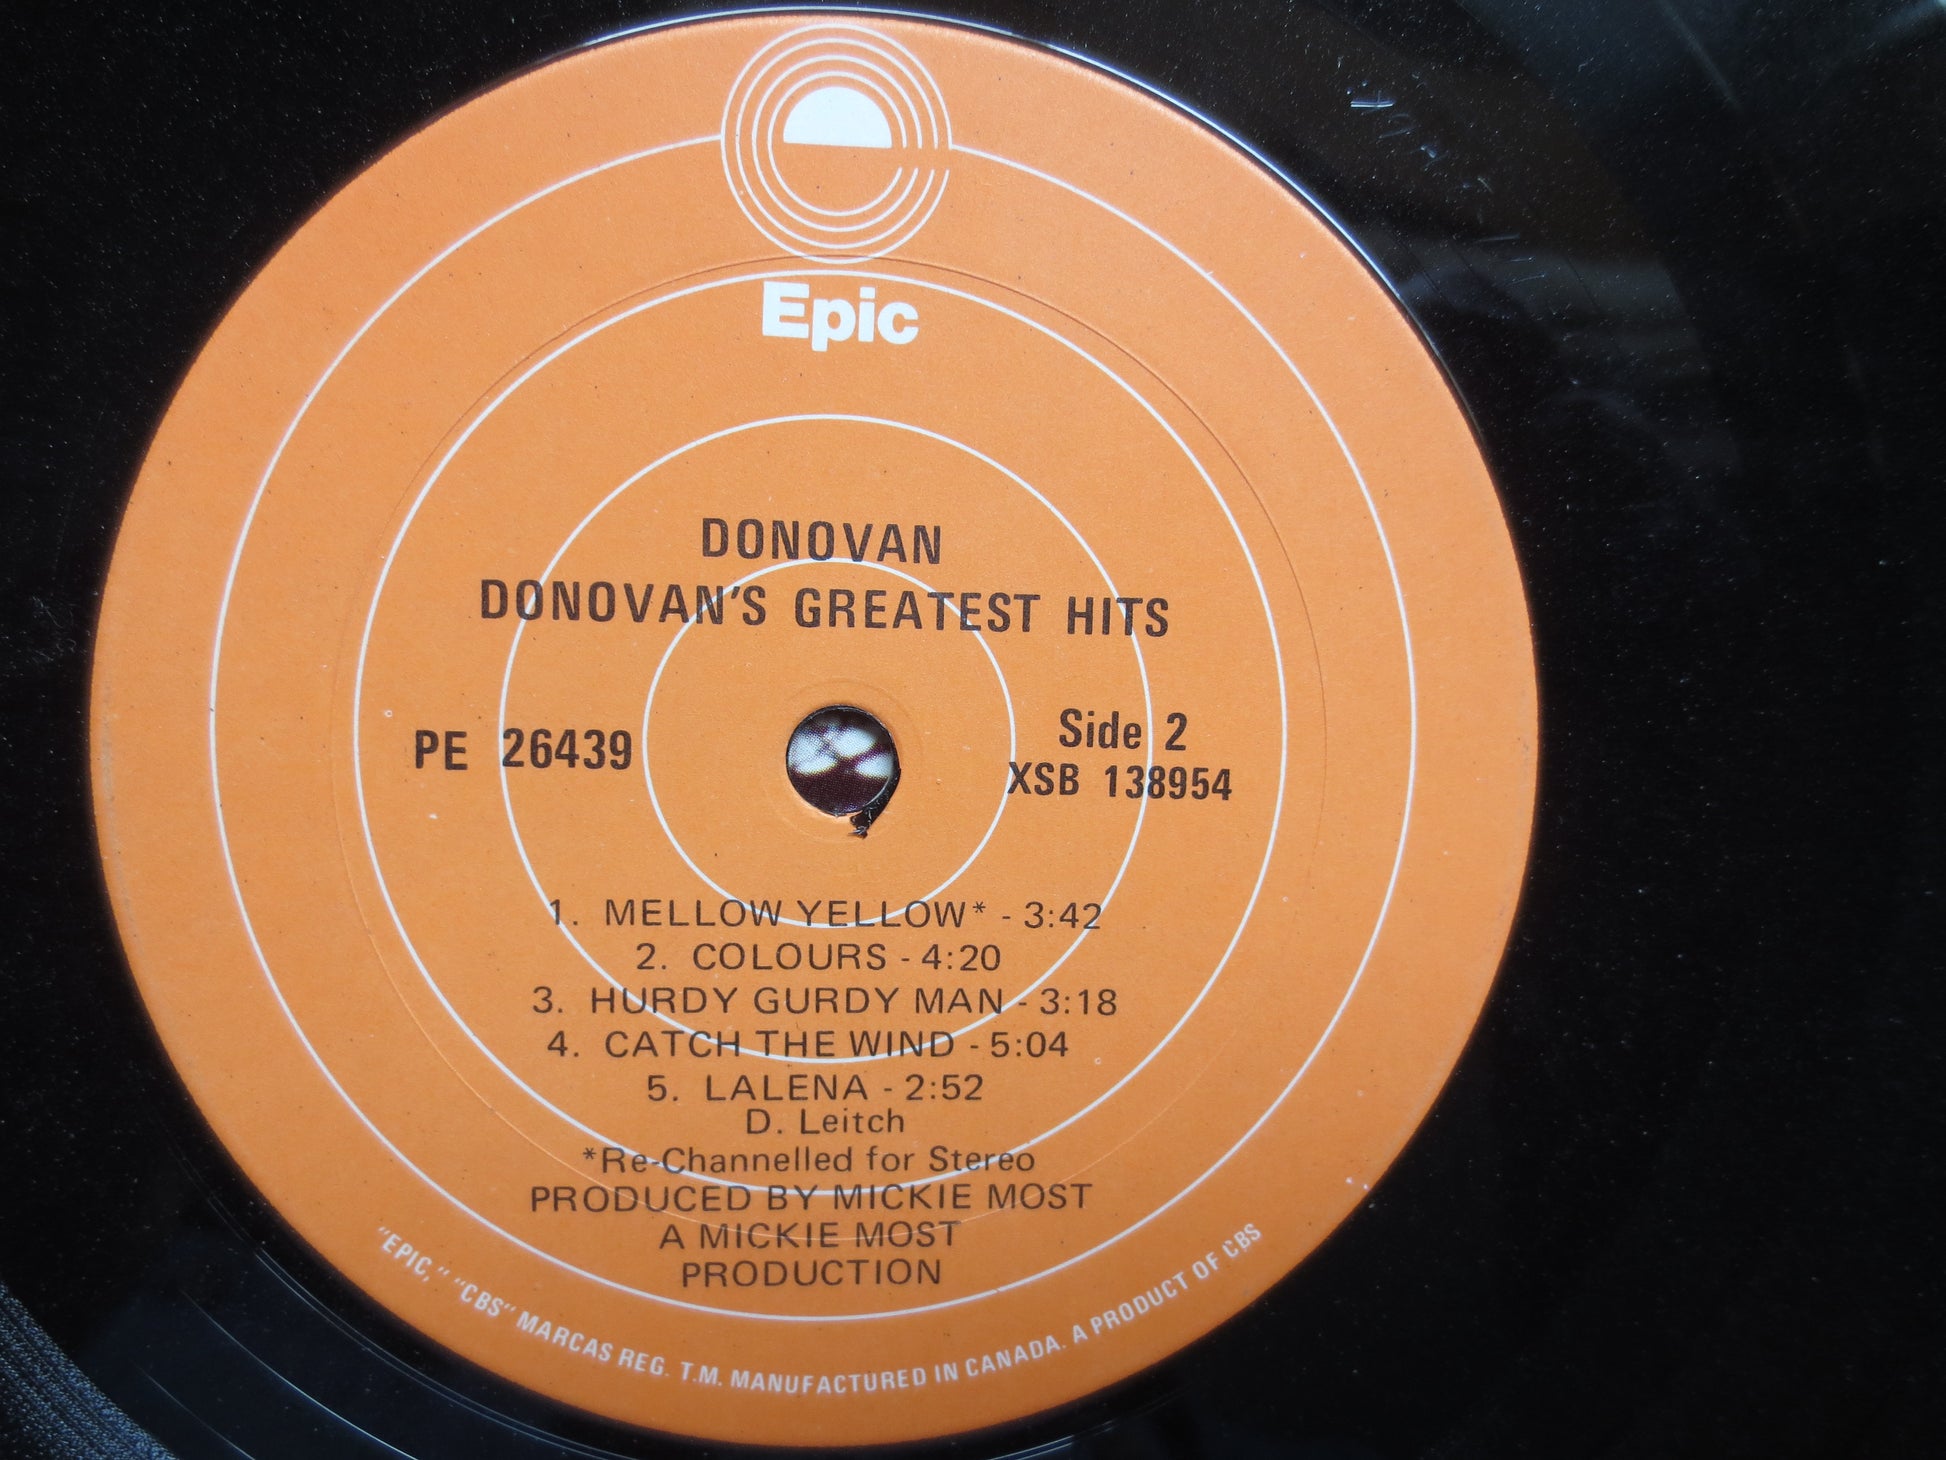 Epic
DONOVAN
DONOVAN'S GREATEST HITS
PE 26439
Side 2
XSB 138954
1. MELLOW YELLOW* - 3:42
2. COLOURS - 4:20
3. HURDY GURDY MAN - 3:18
4. CATCH THE WIND - 5:04
5. LALENA - 2:52
D. Leitch
*Re-Channelled for Stereo
PRODUCED BY MICKIE MOST
A MICKIE MOST
PRODUCTION
"EPIC," "CBS" MARCAS REG. T.M. MANUFACTURED IN CANADA. A PRODUCT OF CBS